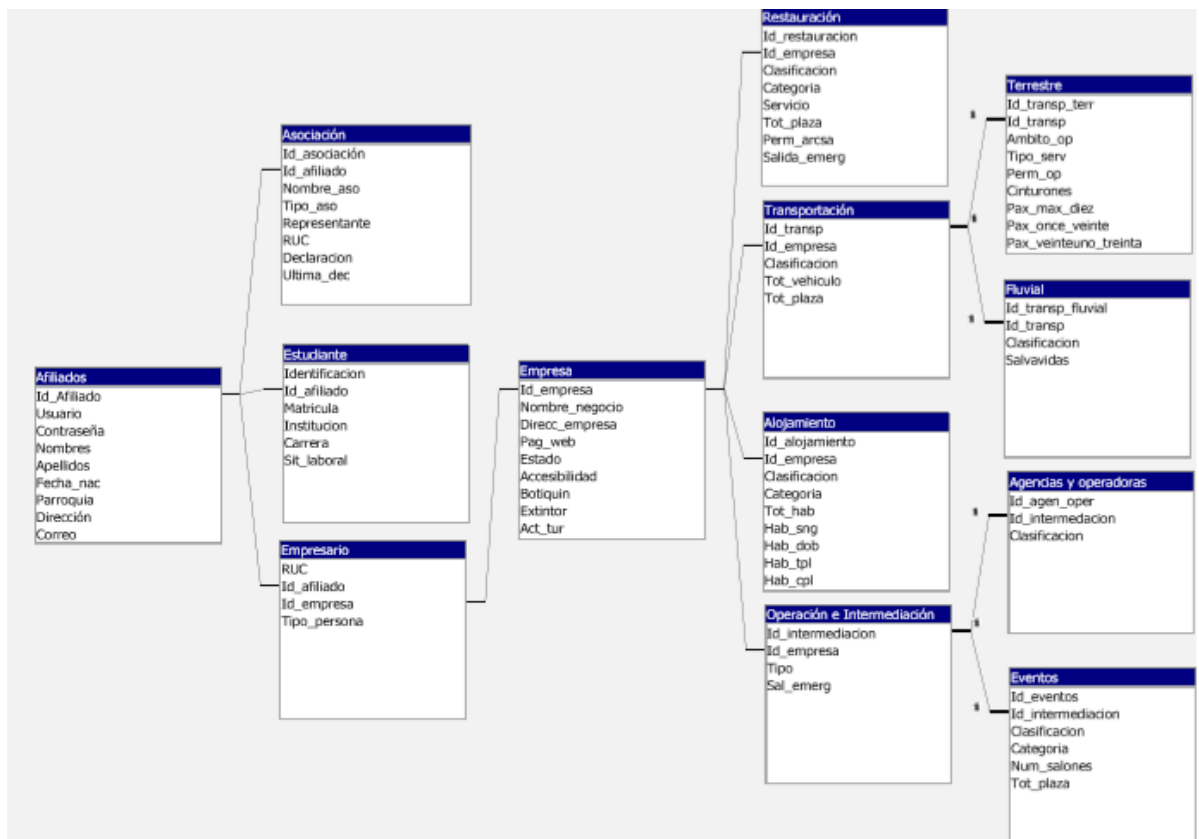 Afiliados
Id_Afiliado
Usuario
Contraseña
Nombres
Apellidos
Fecha_nac
Parroquia
Dirección
Correo
Asociación
Id_asociación
Id_afiliado
Nombre_aso
Tipo_aso
Representante
RUC
Declaracion
Ultima_dec
Estudiante
Identificacion
Id_afiliado
Matricula
Institucion
Carrera
Sit_laboral
Empresario
RUC
Id_afiliado
Id_empresa
Tipo_persona
Empresa
Id_empresa
Nombre_negocio
Direcc_empresa
Pag_web
Estado
Accesibilidad
Botiquin
Extintor
Act_tur
Restauración
Id_restauracion
Id_empresa
Clasificacion
Categoria
Servicio
Tot_plaza
Perm_arcsa
Salida_emerg
Transportación
Id_transp
Id_empresa
Clasificacion
Tot_vehiculo
Tot_plaza
Alojamiento
Id_alojamiento
Id_empresa
Clasificacion
Categoria
Tot_hab
Hab_sng
Hab_dob
Hab_tpl
Hab_cpl
Operación e Intermediación
Id_intermediacion
Id_empresa
Tipo
Sal_emerg
Terrestre
Id_transp_terr
Id_transp
Ambito_op
Tipo_serv
Perm_op
Cinturones
Pax_max_diez
Pax_once_veinte
Pax_veinteuno_treinta
Fluvial
Id_transp_fluvial
Id_transp
Clasificacion
Salvavidas
Agencias y operadoras
Id_agen_oper
Id_intermedacion
Clasificacion
Eventos
Id_eventos
Id_intermediacion
Clasificacion
Categoria
Num_salones
Tot_plaza